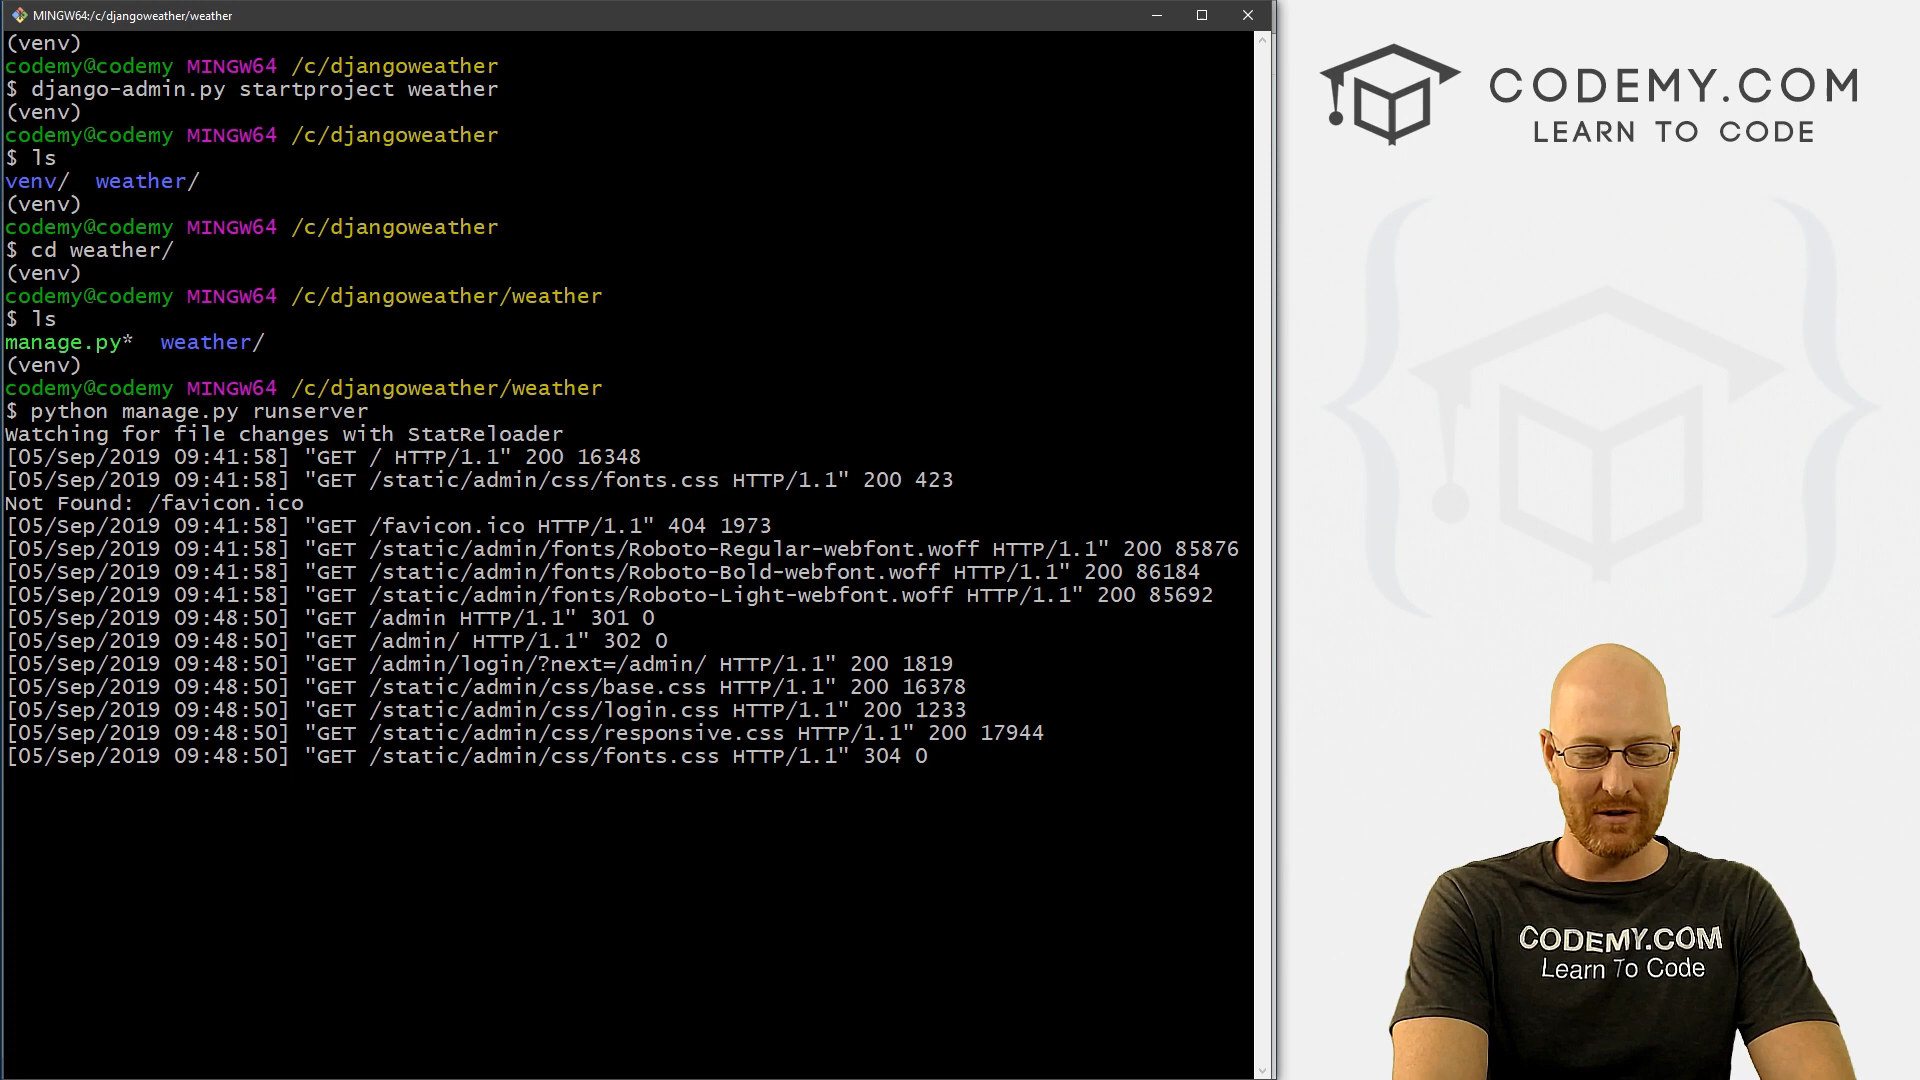 MINGW64:/c/djangoweather/weather
(venv)
codemy@codemy MINGW64 /c/djangoweather
$ django-admin.py startproject weather
(venv)
codemy@codemy MINGW64 /c/djangoweather
$ ls
venv/  weather/
(venv)
codemy@codemy MINGW64 /c/djangoweather
$ cd weather/
(venv)
codemy@codemy MINGW64 /c/djangoweather/weather
$ ls
manage.py*  weather/
(venv)
codemy@codemy MINGW64 /c/djangoweather/weather
$ python manage.py runserver
Watching for file changes with StatReloader
[05/Sep/2019 09:41:58] "GET / HTTP/1.1" 200 16348
[05/Sep/2019 09:41:58] "GET /static/admin/css/fonts.css HTTP/1.1" 200 423
Not Found: /favicon.ico
[05/Sep/2019 09:41:58] "GET /favicon.ico HTTP/1.1" 404 1973
[05/Sep/2019 09:41:58] "GET /static/admin/fonts/Roboto-Regular-webfont.woff HTTP/1.1" 200 85876
[05/Sep/2019 09:41:58] "GET /static/admin/fonts/Roboto-Bold-webfont.woff HTTP/1.1" 200 86184
[05/Sep/2019 09:41:58] "GET /static/admin/fonts/Roboto-Light-webfont.woff HTTP/1.1" 200 85692
[05/Sep/2019 09:48:50] "GET /admin HTTP/1.1" 301 0
[05/Sep/2019 09:48:50] "GET /admin/ HTTP/1.1" 302 0
[05/Sep/2019 09:48:50] "GET /admin/login/?next=/admin/ HTTP/1.1" 200 1819
[05/Sep/2019 09:48:50] "GET /static/admin/css/base.css HTTP/1.1" 200 16378
[05/Sep/2019 09:48:50] "GET /static/admin/css/login.css HTTP/1.1" 200 1233
[05/Sep/2019 09:48:50] "GET /static/admin/css/responsive.css HTTP/1.1" 200 17944
[05/Sep/2019 09:48:50] "GET /static/admin/css/fonts.css HTTP/1.1" 304 0
CODEMY.COM
LEARN TO CODE
CODEMY.COM
Learn To Code